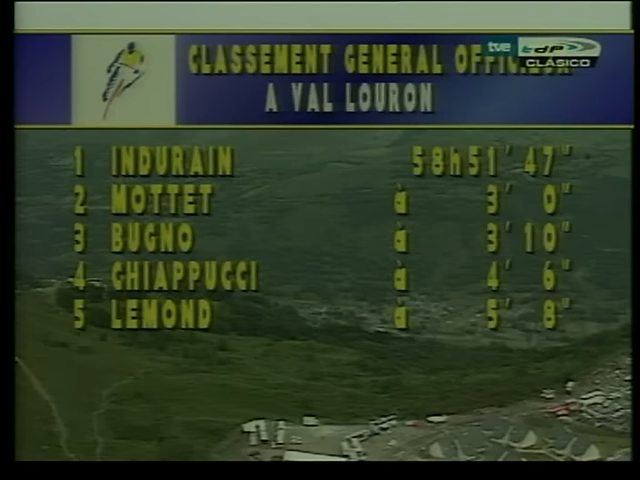 tve tdp
CLÁSICO
CLASSEMENT GENERAL OFFICIEUX
A VAL LOURON
1 INDURAIN 58h51' 47"
2 MOTTET à 3' 0"
3 BUGNO à 3' 10"
4 CHIAPPUCCI à 4' 6"
5 LEMOND à 5' 8"